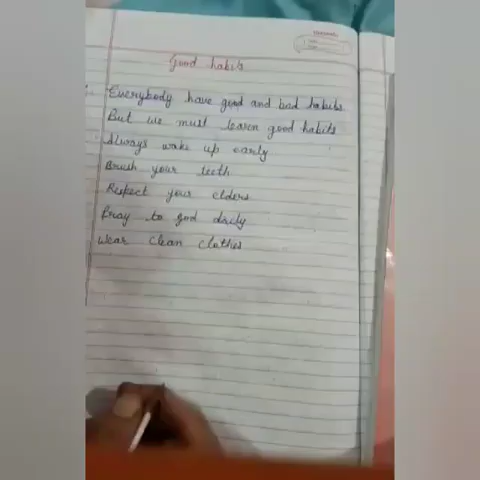 Good habits
Everybody have good and bad habits
But we must learn good habits
Always wake up early
Brush your teeth
Respect your elders
Pray to god daily
Wear clean clothes